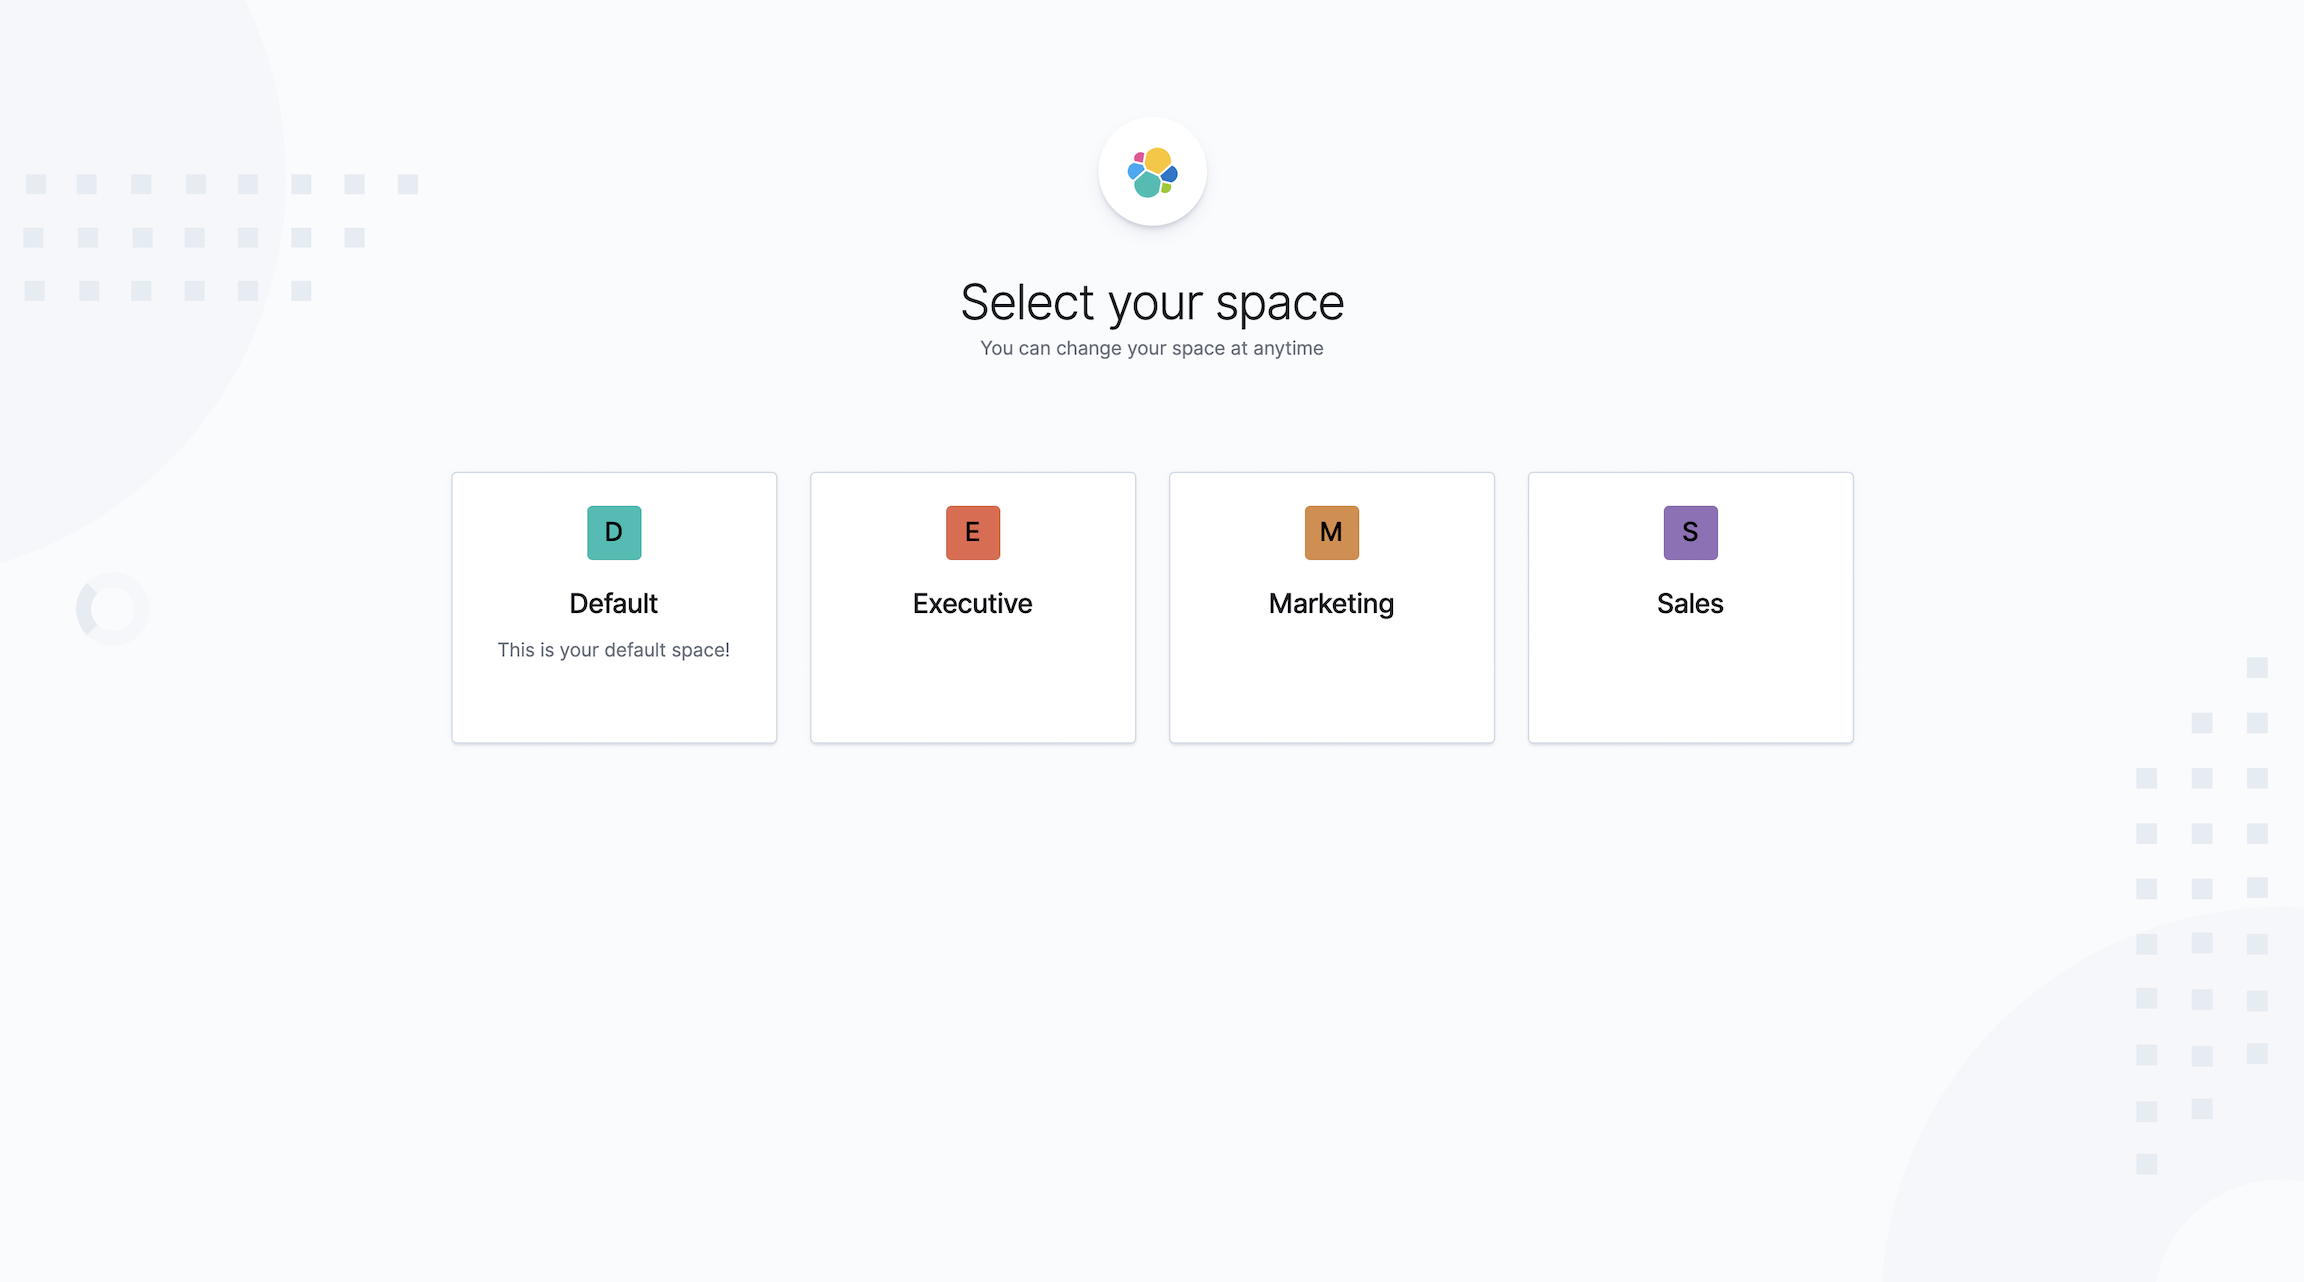 Select your space
You can change your space at anytime
D
Default
This is your default space!
E
Executive
M
Marketing
S
Sales